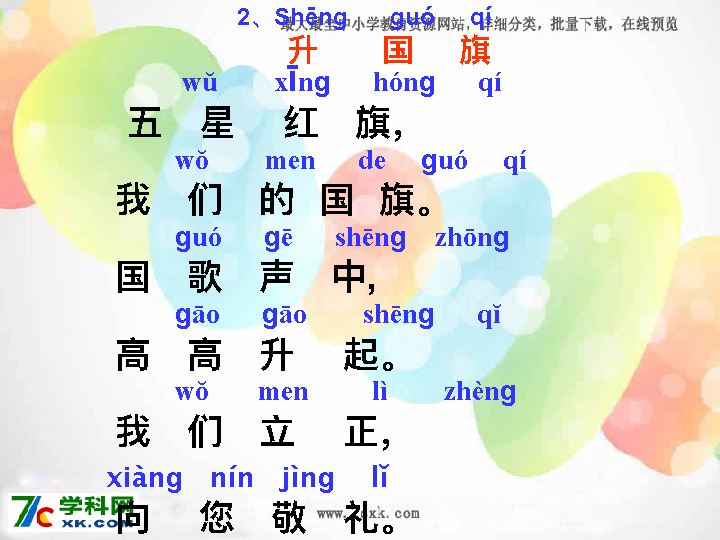 最大最全中小学教育资源网站，详细分类，批量下载，在线预览
2、Shēng guó qí
升 国 旗
wǔ xīng hóng qí
五 星 红 旗，
wǒ men de guó qí
我 们 的 国 旗。
guó gē shēng zhōng
国 歌 声 中，
gāo gāo shēng qǐ
高 高 升 起。
wǒ men lì zhèng
我 们 立 正，
xiàng nín jìng lǐ
向 您 敬 礼。
学科网
XK.COM